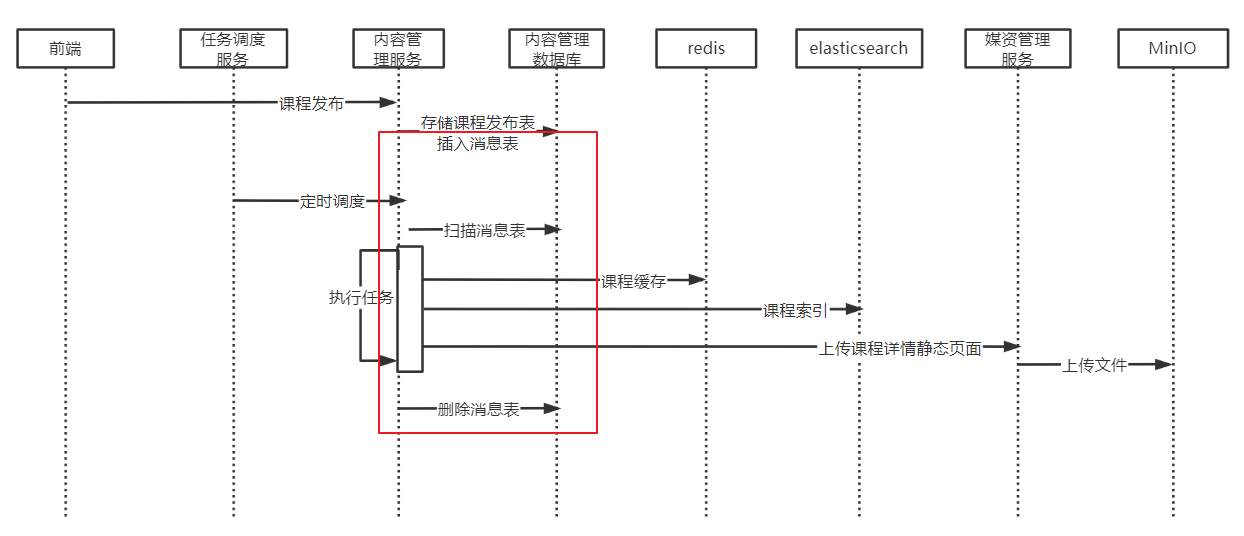 前端
任务调度
服务
内容管
理服务
内容管理
数据库
redis
elasticsearch
媒资管理
服务
MinIO
课程发布
存储课程发布表
插入消息表
定时调度
扫描消息表
课程缓存
执行任务
课程索引
上传课程详情静态页面
上传文件
删除消息表